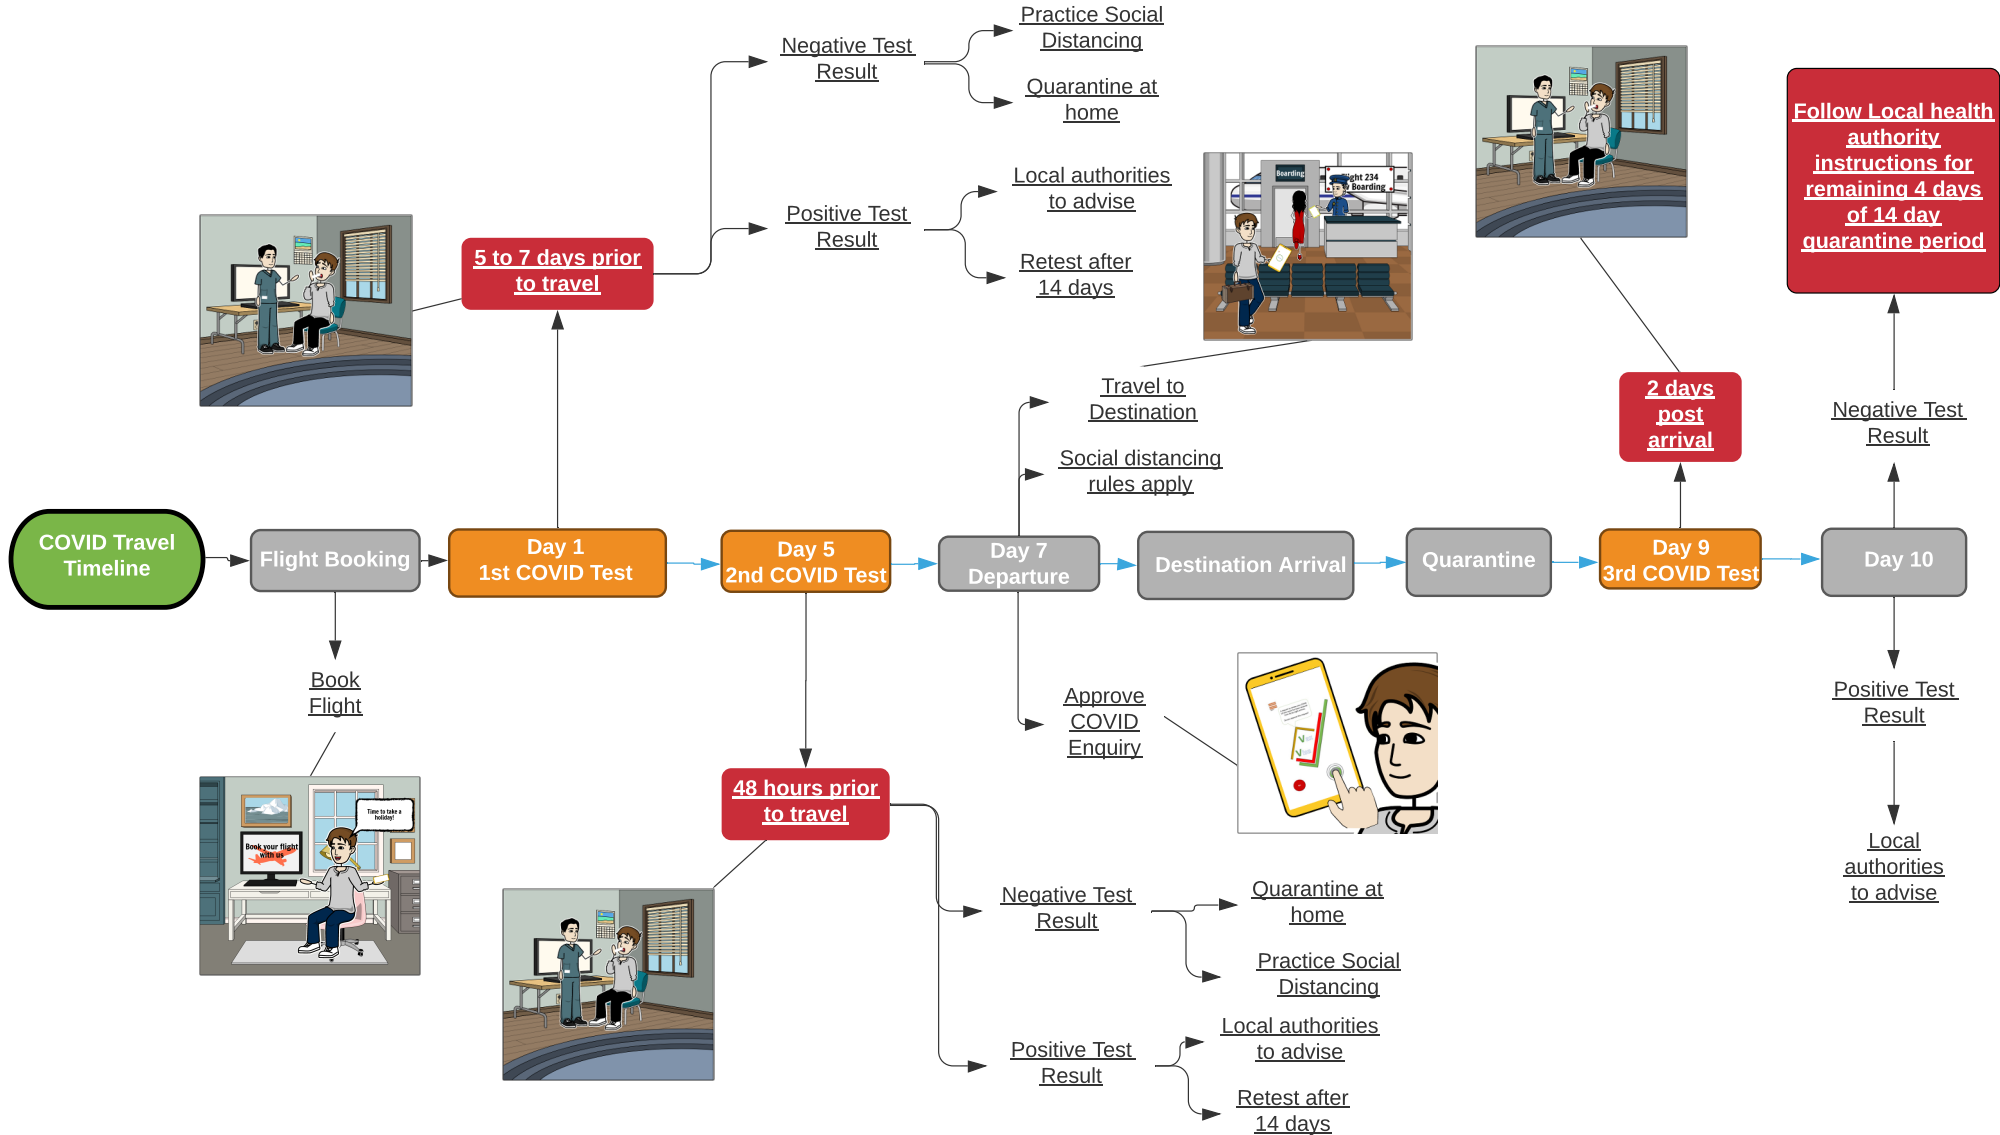 Practice Social
Distancing
Negative Test
Result
Quarantine at
home
Local authorities
to advise
Positive Test
Result
Retest after
14 days
5 to 7 days prior
to travel
Boarding
Flight 234
Boarding
Follow Local health
authority
instructions for
remaining 4 days
of 14 day
quarantine period
Travel to
Destination
Social distancing
rules apply
2 days
post
arrival
Negative Test
Result
COVID Travel
Timeline
Flight Booking
Day 1
1st COVID Test
Day 5
2nd COVID Test
Day 7
Departure
Destination Arrival
Quarantine
Day 9
3rd COVID Test
Day 10
Book
Flight
Approve
COVID
Enquiry
Positive Test
Result
48 hours prior
to travel
Time to take a
holiday!
Book your flight
with us
Local
authorities
to advise
Negative Test
Result
Quarantine at
home
Practice Social
Distancing
Positive Test
Result
Local authorities
to advise
Retest after
14 days